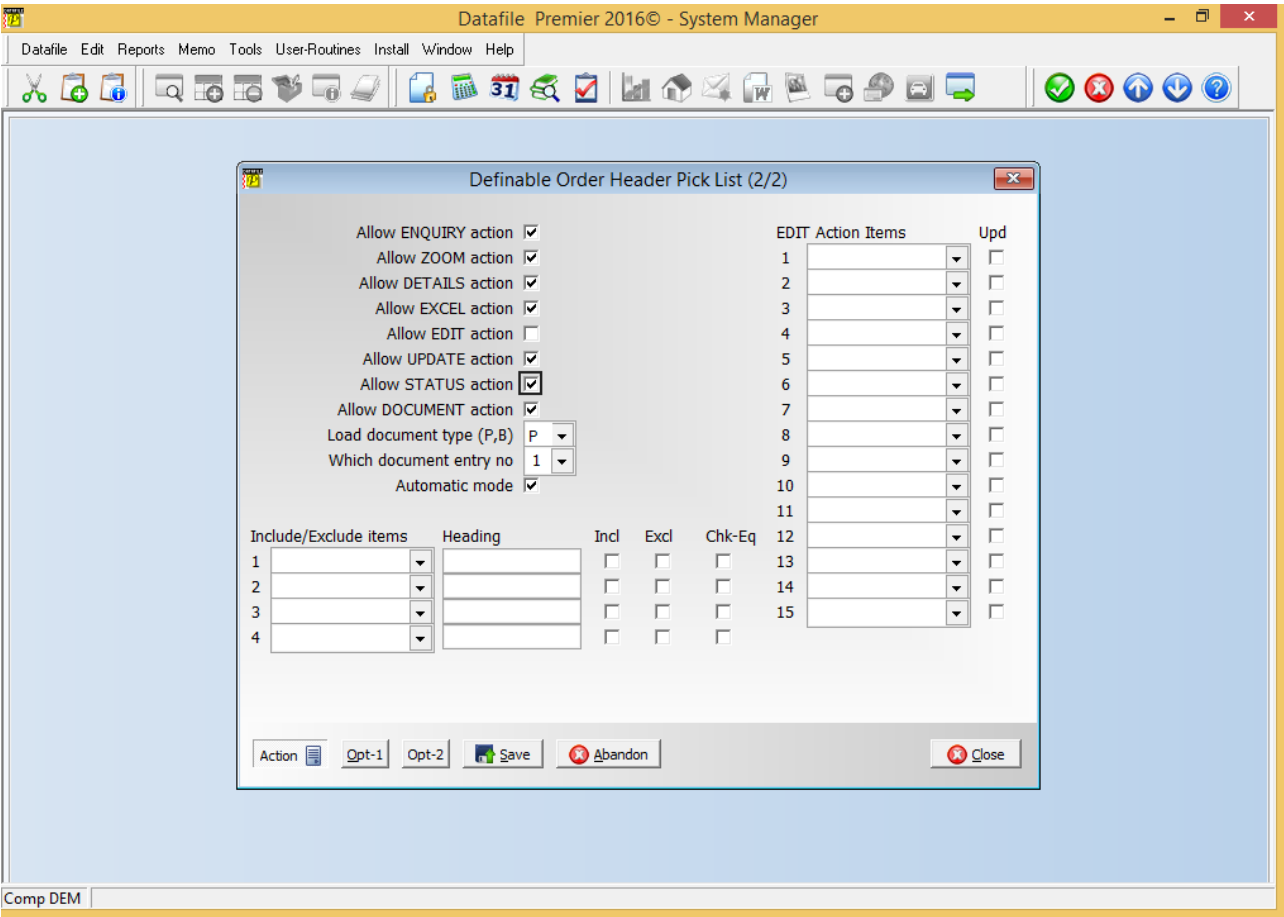 Datafile Premier 2016© - System Manager
Datafile Edit Reports Memo Tools User-Routines Install Window Help
31
W
Definable Order Header Pick List (2/2)
Allow ENQUIRY action
Allow ZOOM action
Allow DETAILS action
Allow EXCEL action
Allow EDIT action
Allow UPDATE action
Allow STATUS action
Allow DOCUMENT action
Load document type (P,B) P
Which document entry no 1
Automatic mode
Include/Exclude items Heading Incl Excl Chk-Eq
1
2
3
4
EDIT Action Items Upd
1
2
3
4
5
6
7
8
9
10
11
12
13
14
15
Action Opt-1 Opt-2 Save Abandon Close
Comp DEM